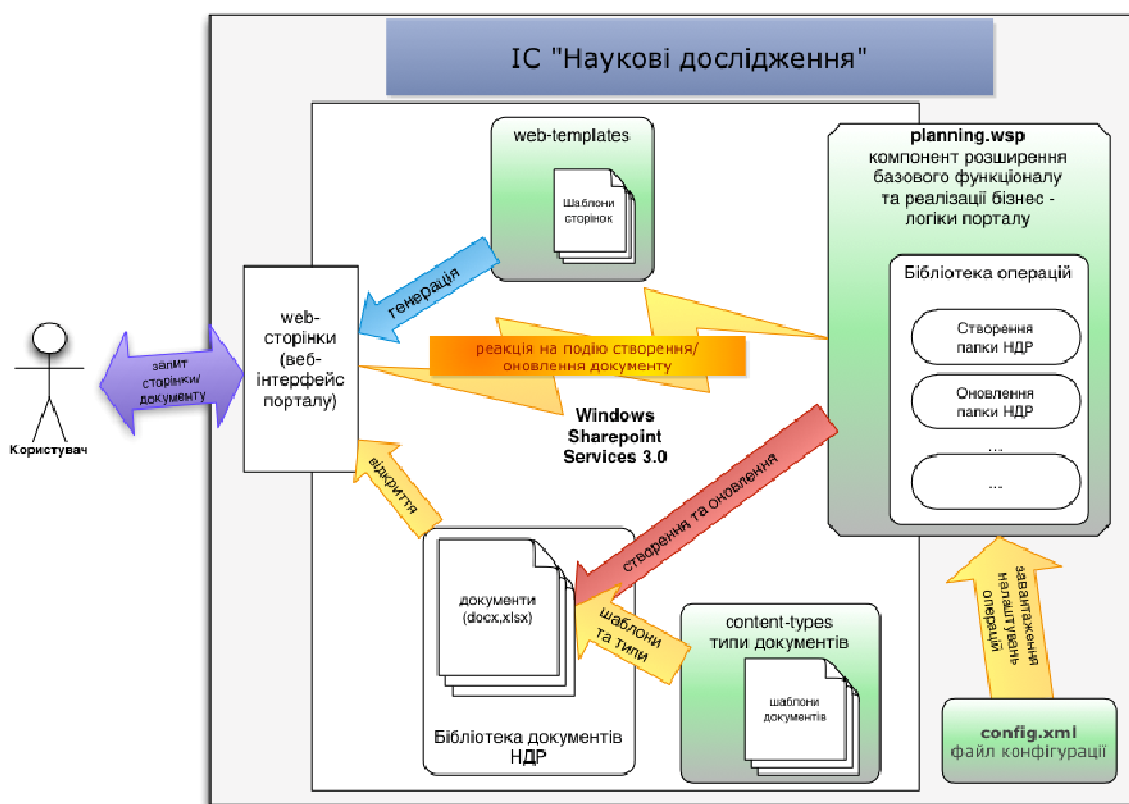 ІС "Наукові дослідження"
web-templates
Шаблони
сторінок
planning.wsp
компонент розширення
базового функціоналу
та реалізації бізнес -
логіки порталу
Бібліотека операцій
Створення
папки НДР
Оновлення
папки НДР
...
...
генерація
web-
сторінки
(веб-
інтерфейс
порталу)
реакція на подію створення/
оновлення документу
запит
сторінки/
документу
Користувач
Windows
Sharepoint
Services 3.0
відкриття
створення та оновлення
документи
(docx,xlsx)
Бібліотека документів
НДР
шаблони
та типи
content-types
типи документів
шаблони
документів
завантаження
налаштувань
операцій
config.xml
файл конфігурації